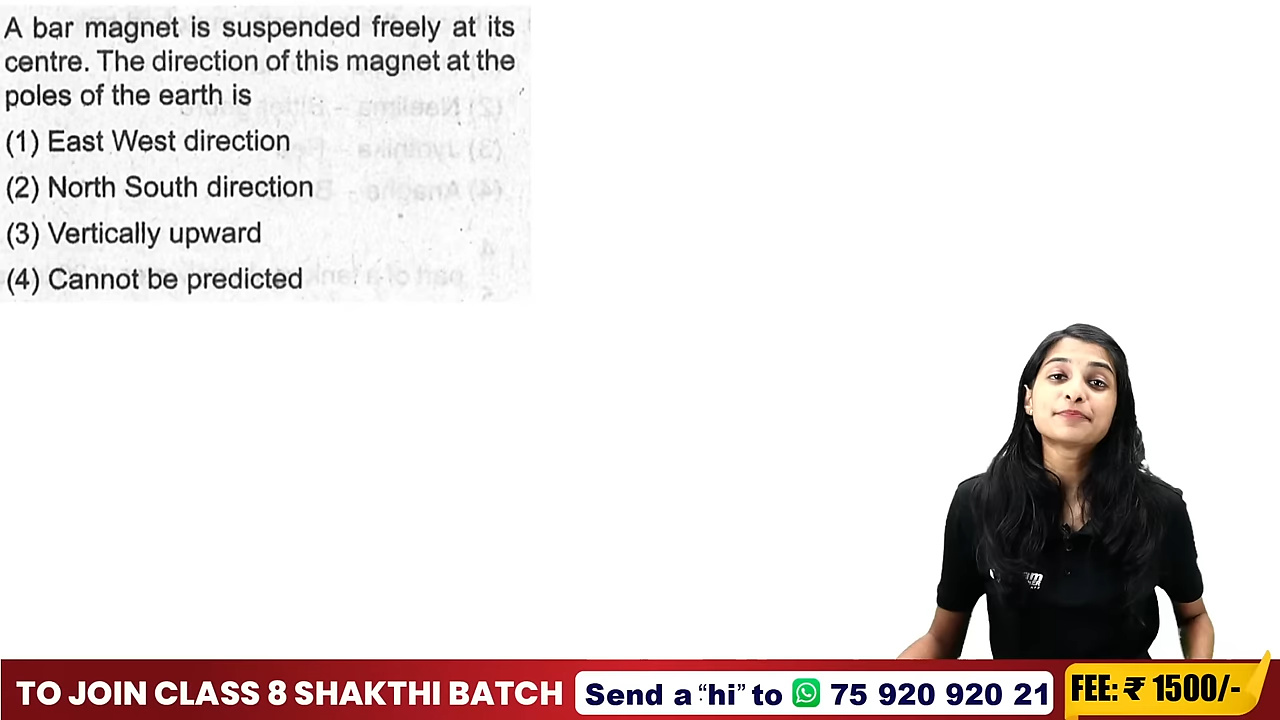 A bar magnet is suspended freely at its
centre. The direction of this magnet at the
poles of the earth is
(1) East West direction
(2) North South direction
(3) Vertically upward
(4) Cannot be predicted
TO JOIN CLASS 8 SHAKTHI BATCH
Send a “hi” to 75 920 920 21
FEE: ₹ 1500/-